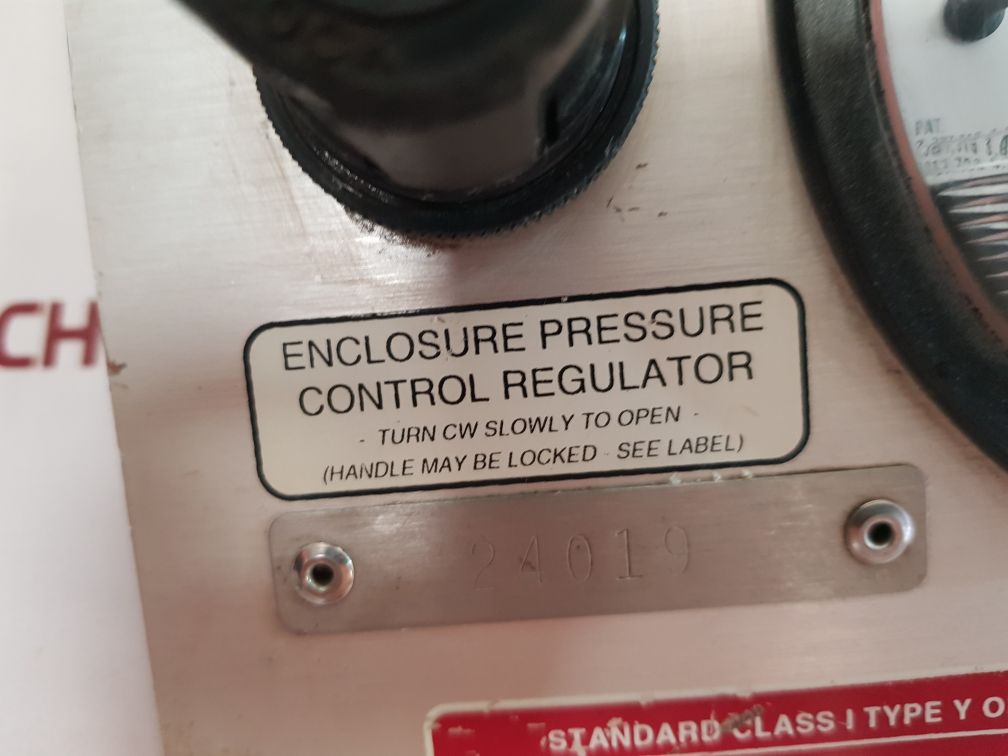 PAT.
CH
ENCLOSURE PRESSURE
CONTROL REGULATOR
- TURN CW SLOWLY TO OPEN -
(HANDLE MAY BE LOCKED - SEE LABEL)
24019
STANDARD CLASS I TYPE Y O